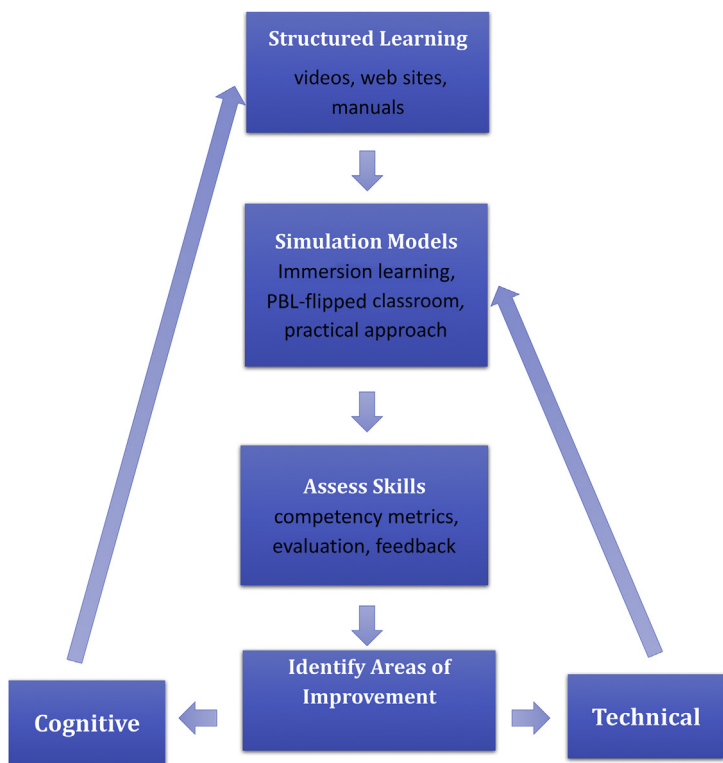 Structured Learning
videos, web sites,
manuals
Simulation Models
Immersion learning,
PBL-flipped classroom,
practical approach
Assess Skills
competency metrics,
evaluation, feedback
Identify Areas of
Improvement
Cognitive
Technical